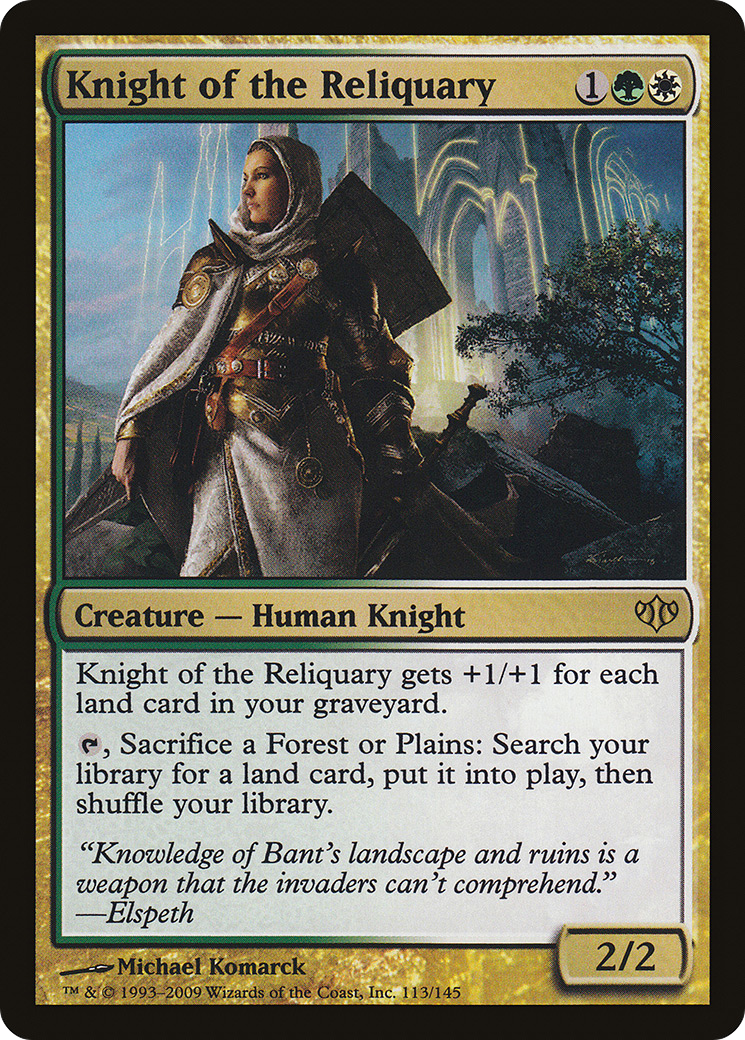 Knight of the Reliquary 1
Creature — Human Knight
Knight of the Reliquary gets +1/+1 for each
land card in your graveyard.
, Sacrifice a Forest or Plains: Search your
library for a land card, put it into play, then
shuffle your library.
“Knowledge of Bant’s landscape and ruins is a
weapon that the invaders can’t comprehend.”
—Elspeth
2/2
Michael Komarck
™ & © 1993–2009 Wizards of the Coast, Inc. 113/145